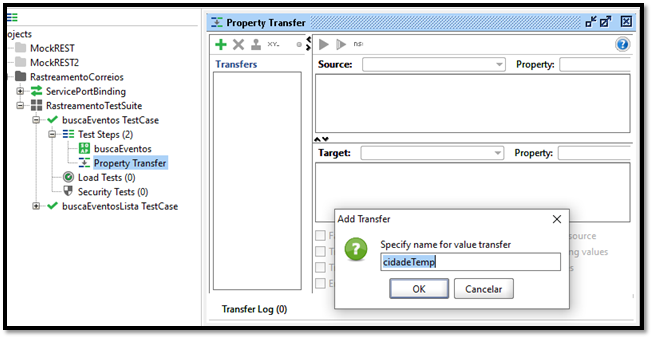 ojects
MockREST
MockREST2
RastreamentoCorreios
ServicePortBinding
RastreamentoTestSuite
buscaEventos TestCase
Test Steps (2)
buscaEventos
Property Transfer
Load Tests (0)
Security Tests (0)
buscaEventosLista TestCase
Property Transfer
Transfers
Source:
Property:
Target:
Property:
Add Transfer
Specify name for value transfer
cidadeTemp
OK
Cancelar
source
ng values
s
Transfer Log (0)